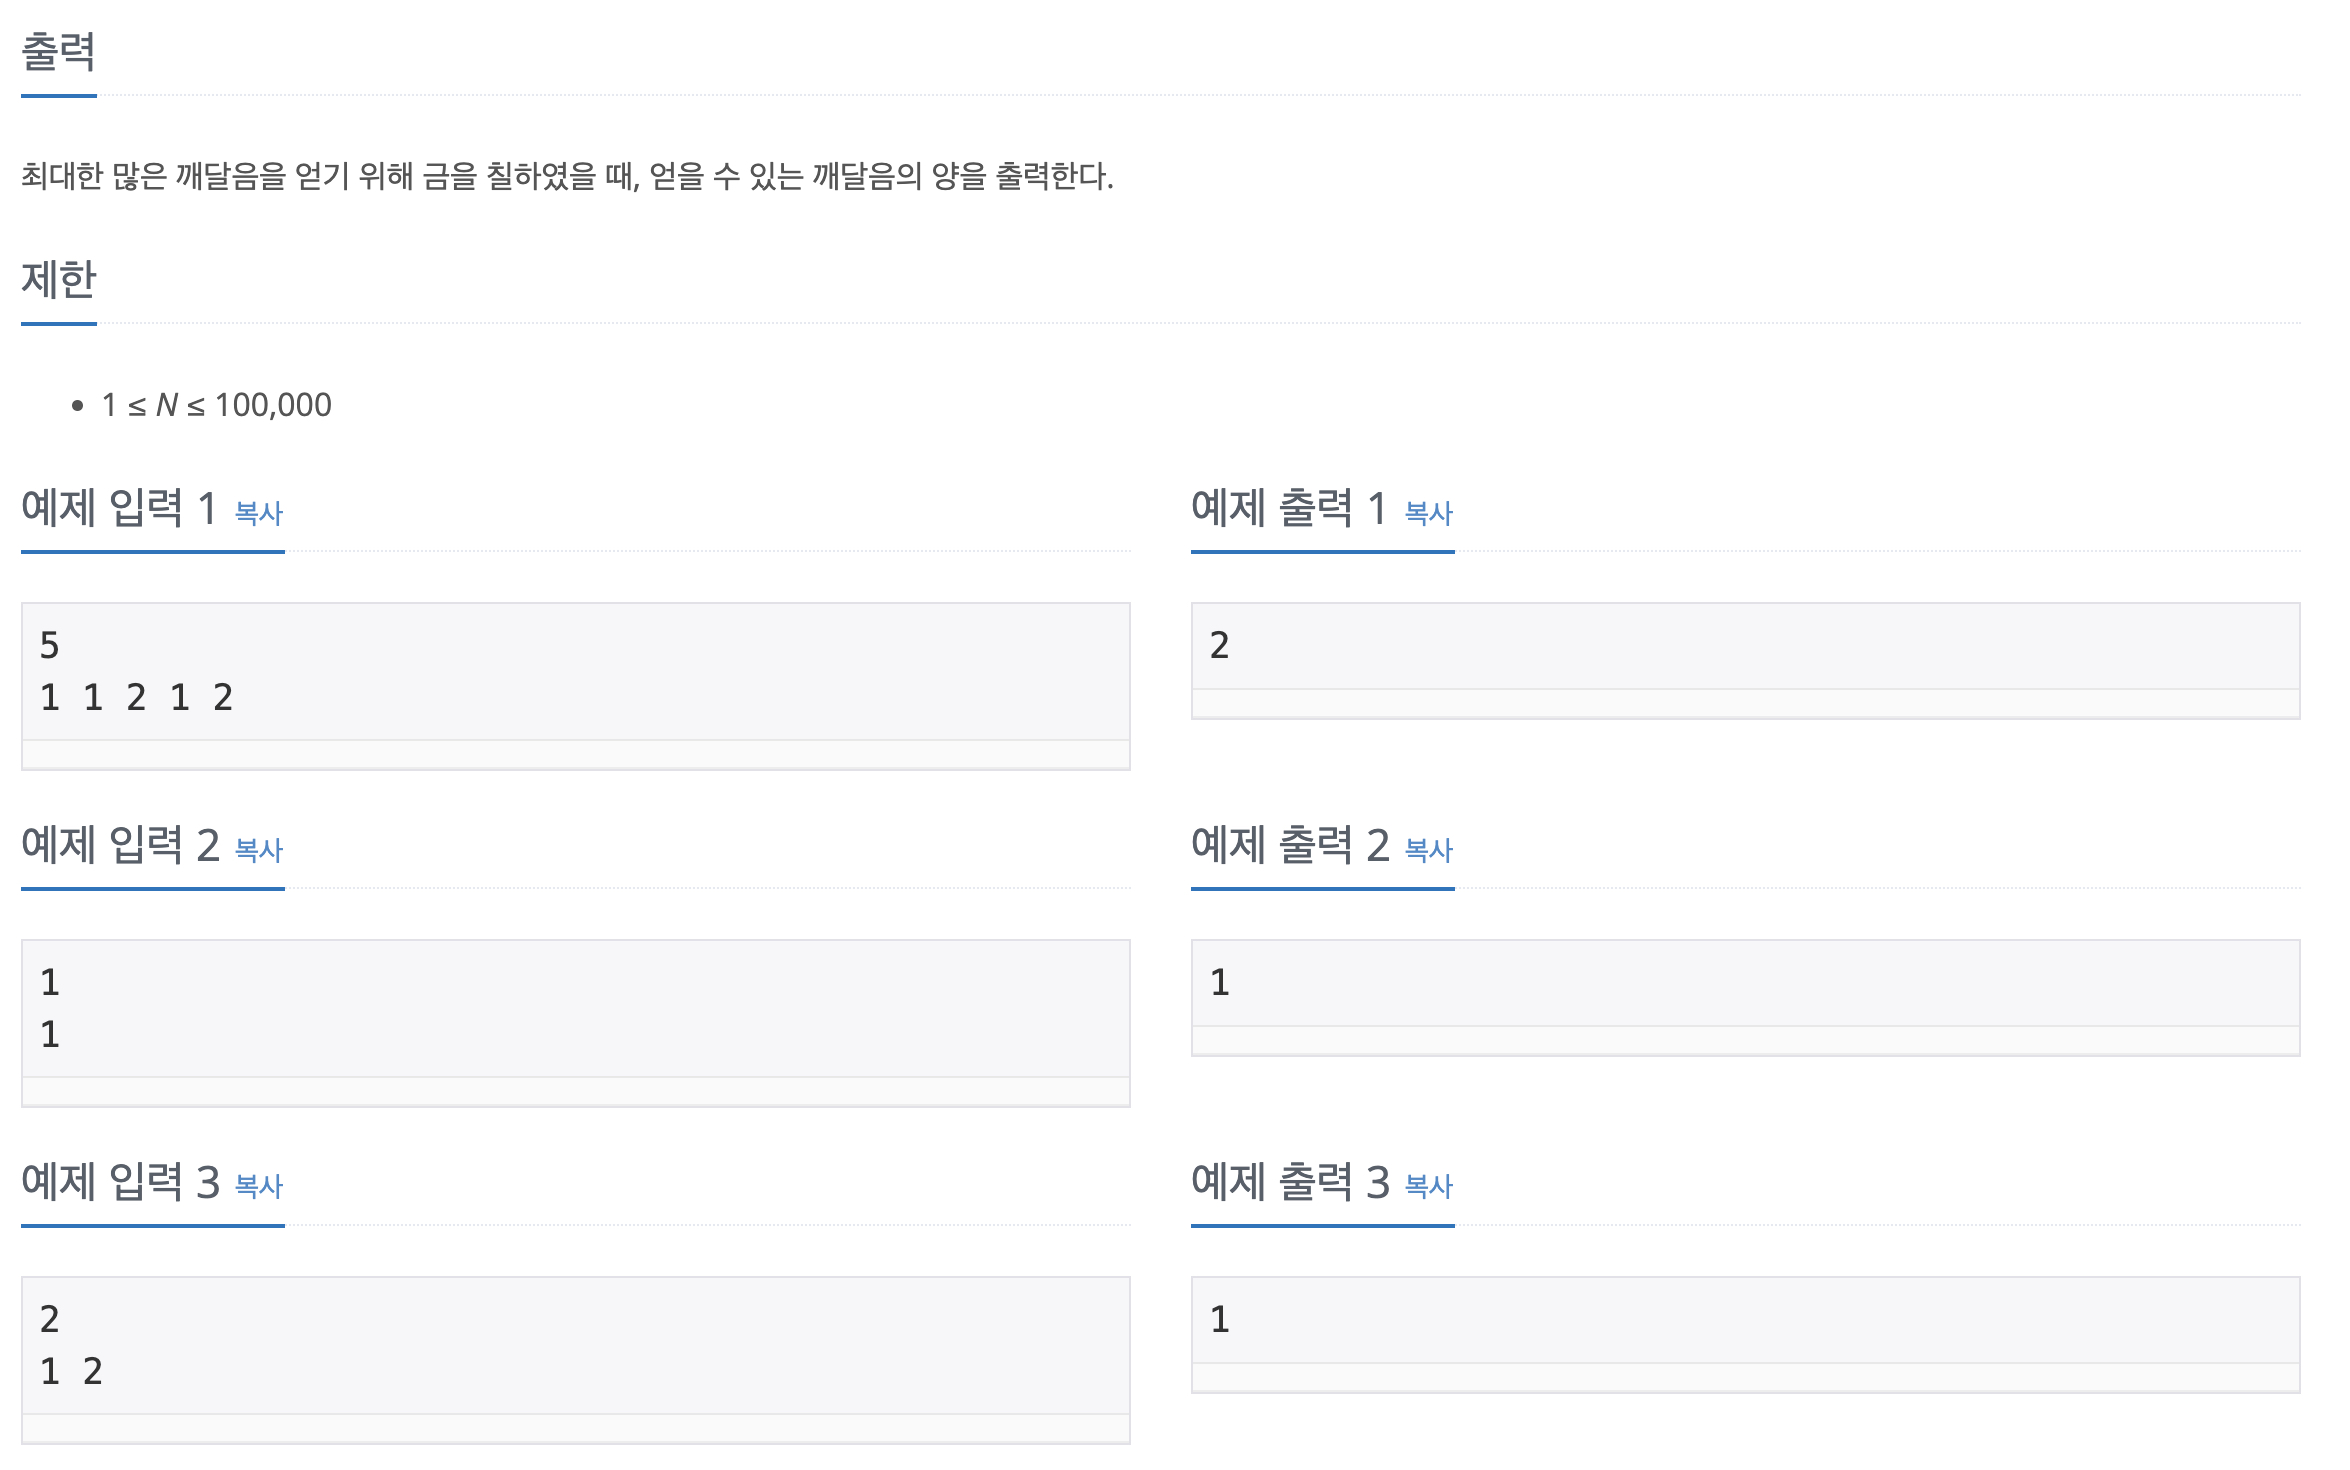 출력
최대한 많은 깨달음을 얻기 위해 금을 칠하였을 때, 얻을 수 있는 깨달음의 양을 출력한다.
제한
• 1 ≤ N ≤ 100,000
예제 입력 1 복사
5
1 1 2 1 2
예제 출력 1 복사
2
예제 입력 2 복사
1
1
예제 출력 2 복사
1
예제 입력 3 복사
2
1 2
예제 출력 3 복사
1